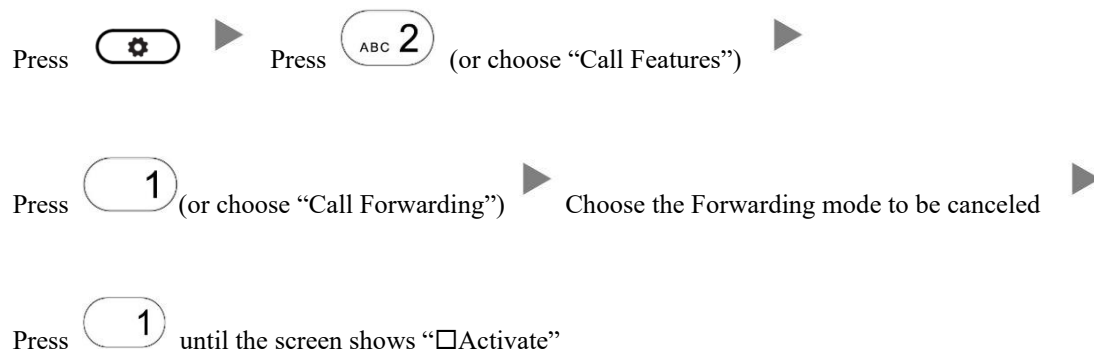 Press Press ABC 2 (or choose “Call Features”)
Press 1 (or choose “Call Forwarding”) Choose the Forwarding mode to be canceled
Press 1 until the screen shows “☐Activate”